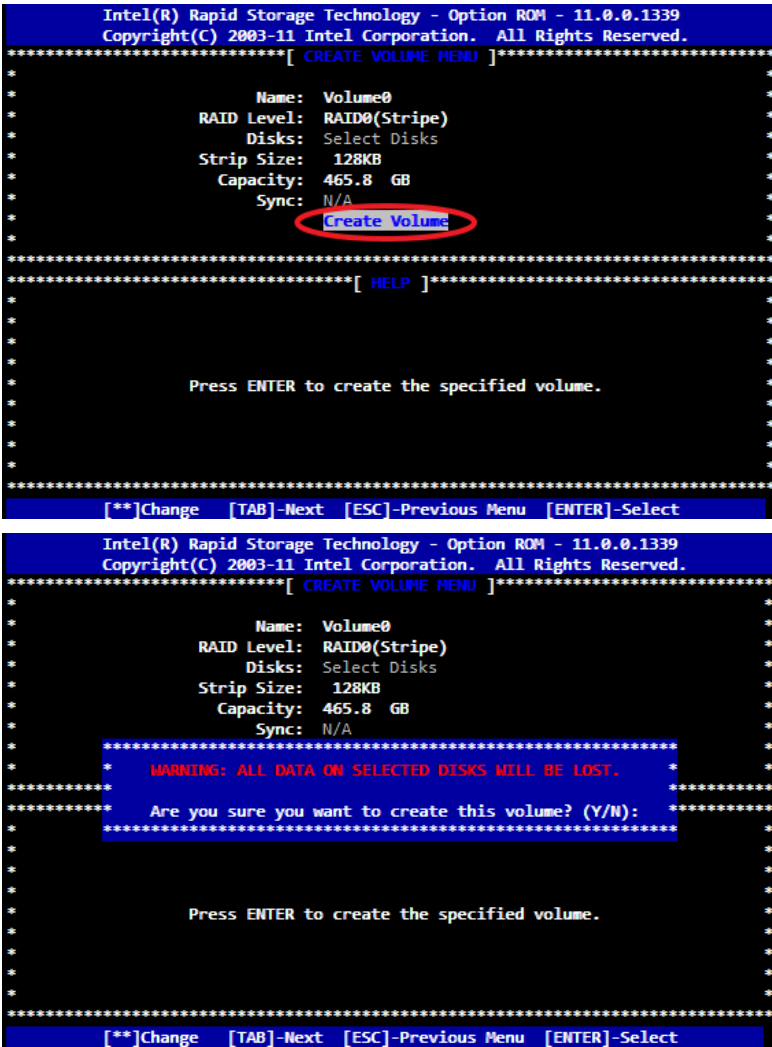 Intel(R) Rapid Storage Technology - Option ROM - 11.0.0.1339
Copyright(C) 2003-11 Intel Corporation. All Rights Reserved.
*****************************[ CREATE VOLUME MENU ]*****************************
Name: Volume0
RAID Level: RAID0(Stripe)
Disks: Select Disks
Strip Size: 128KB
Capacity: 465.8 GB
Sync: N/A
Create Volume
********************************************************************************
************************************[ HELP ]************************************
Press ENTER to create the specified volume.
********************************************************************************
[**]Change [TAB]-Next [ESC]-Previous Menu [ENTER]-Select
Intel(R) Rapid Storage Technology - Option ROM - 11.0.0.1339
Copyright(C) 2003-11 Intel Corporation. All Rights Reserved.
*****************************[ CREATE VOLUME MENU ]*****************************
Name: Volume0
RAID Level: RAID0(Stripe)
Disks: Select Disks
Strip Size: 128KB
Capacity: 465.8 GB
Sync: N/A
************************************************************
* WARNING: ALL DATA ON SELECTED DISKS WILL BE LOST. *
Are you sure you want to create this volume? (Y/N):
************************************************************
Press ENTER to create the specified volume.
********************************************************************************
[**]Change [TAB]-Next [ESC]-Previous Menu [ENTER]-Select